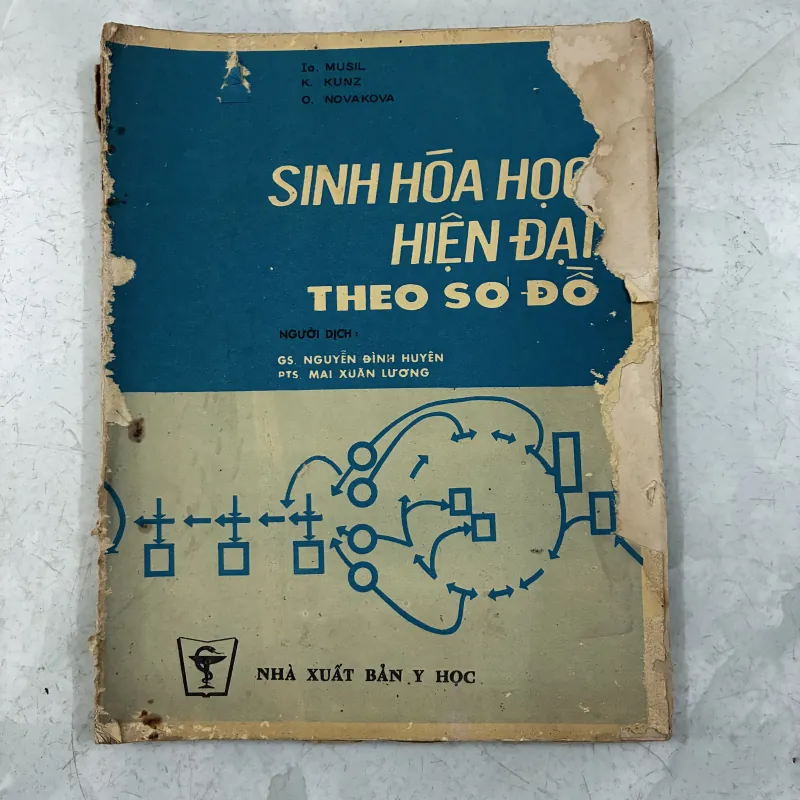 Io. MUSIL
K. KUNZ
O. NOVAKOVA
SINH HÓA HỌC
HIỆN ĐẠI
THEO SƠ ĐỒ
NGƯỜI DỊCH:
GS. NGUYỄN ĐÌNH HUYÊN
PTS. MAI XUÂN LƯƠNG
NHÀ XUẤT BẢN Y HỌC